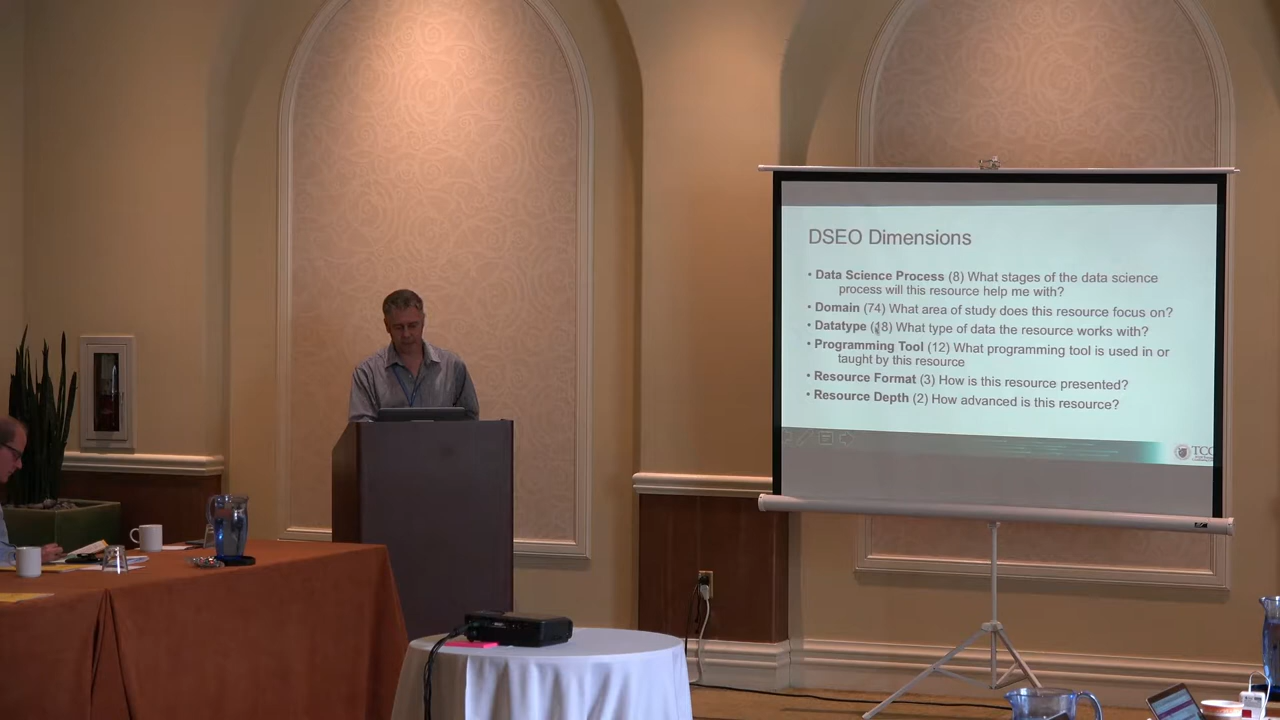 DSEO Dimensions
• Data Science Process (8) What stages of the data science
process will this resource help me with?
• Domain (74) What area of study does this resource focus on?
• Datatype (18) What type of data the resource works with?
• Programming Tool (12) What programming tool is used in or
taught by this resource
• Resource Format (3) How is this resource presented?
• Resource Depth (2) How advanced is this resource?